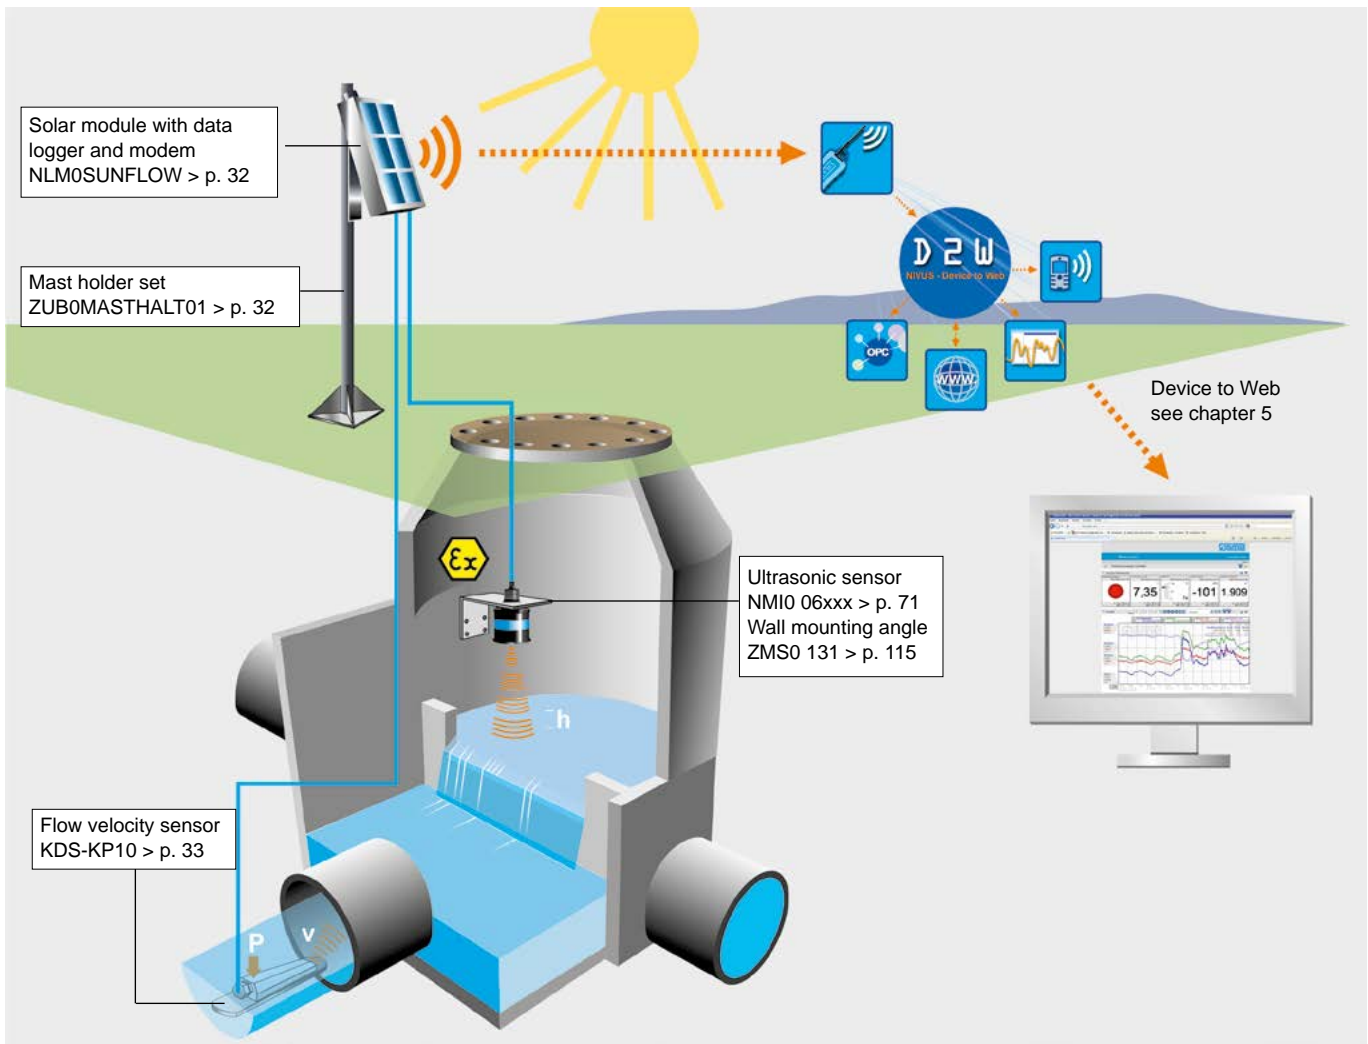 Solar module with data
logger and modem
NLM0SUNFLOW > p. 32
Mast holder set
ZUB0MASTHALT01 > p. 32
D2W
NIVUS - Device to Web
OPC
WWW.
Device to Web
see chapter 5
Ex
Ultrasonic sensor
NMI0 06xxx > p. 71
Wall mounting angle
ZMS0 131 > p. 115
7,35
-101
1.909
h
Flow velocity sensor
KDS-KP10 > p. 33
P
v